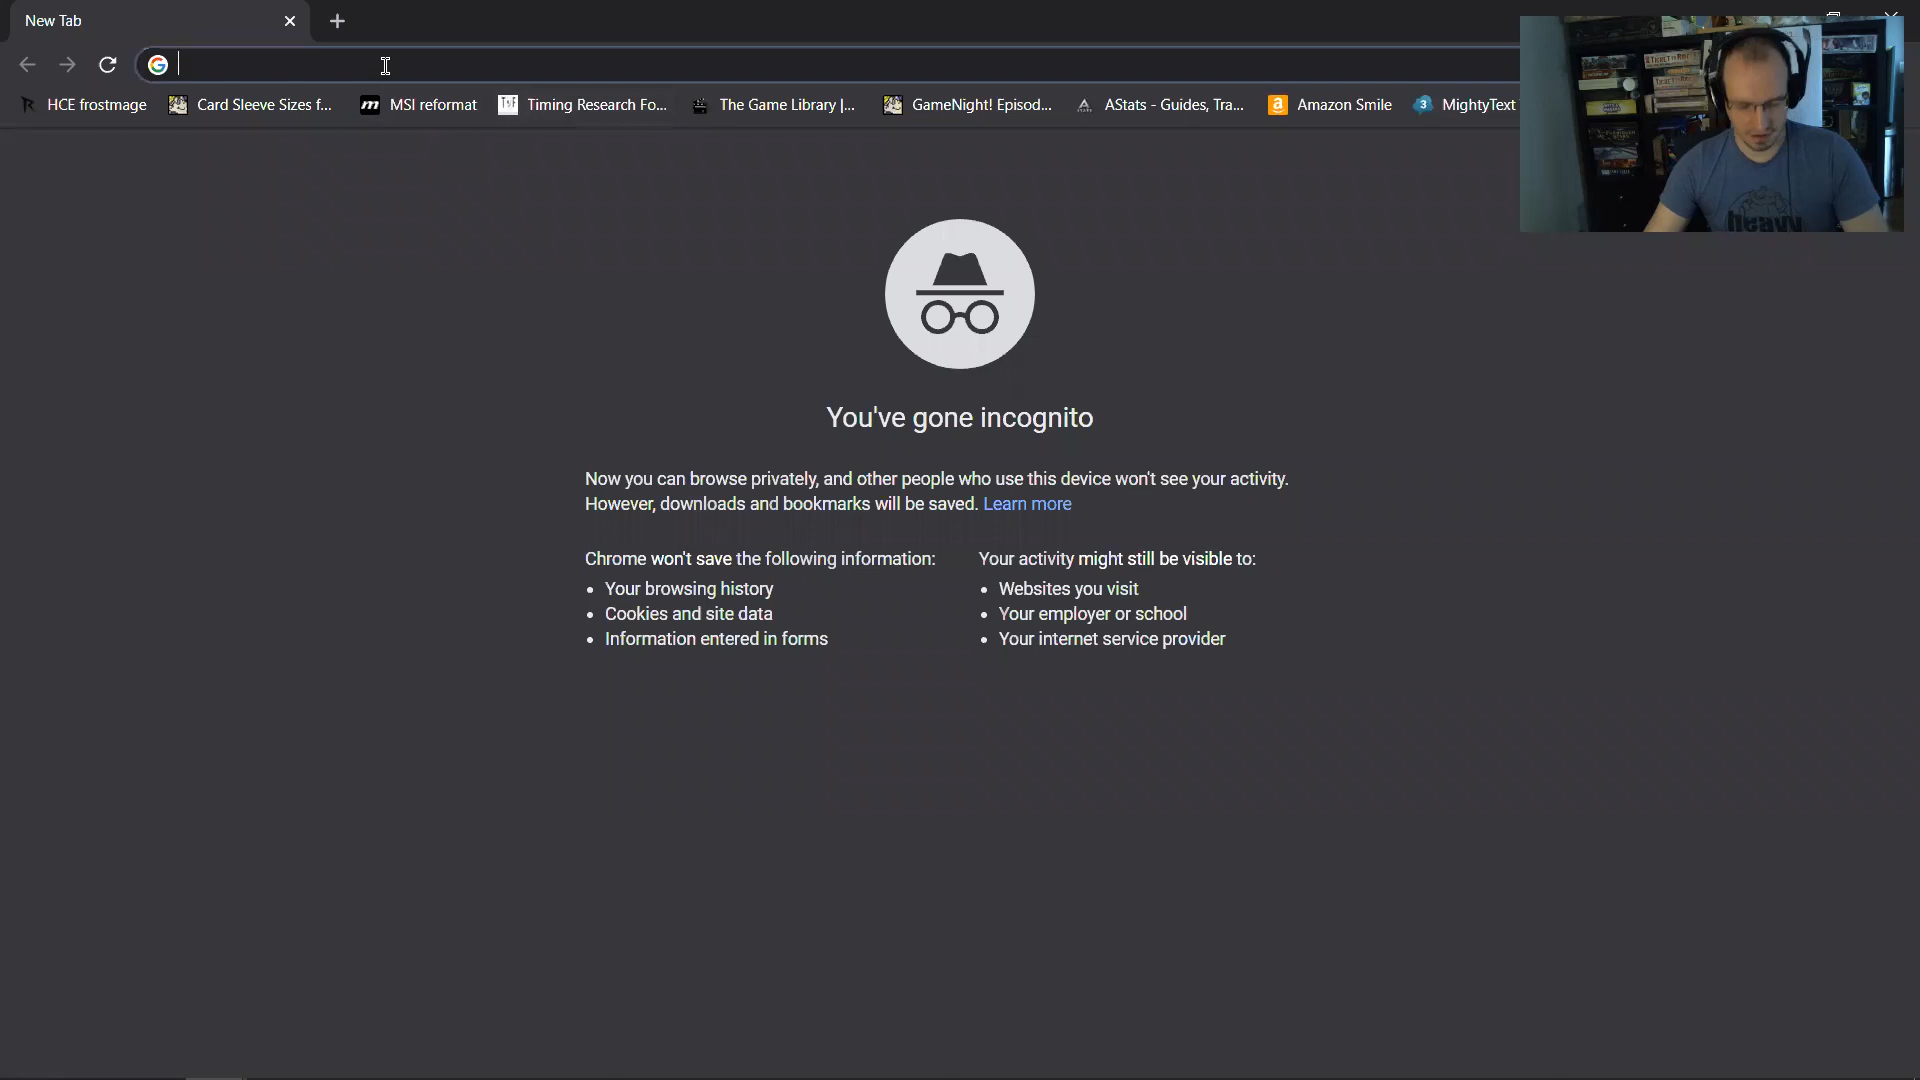 New Tab
HCE frostmage
Card Sleeve Sizes f...
MSI reformat
Timing Research Fo...
The Game Library |...
GameNight! Episod...
AStats - Guides, Tra...
Amazon Smile
MightyText
You've gone incognito
Now you can browse privately, and other people who use this device won't see your activity.
However, downloads and bookmarks will be saved. Learn more
Chrome won't save the following information:
Your browsing history
Cookies and site data
Information entered in forms
Your activity might still be visible to:
Websites you visit
Your employer or school
Your internet service provider
heavy